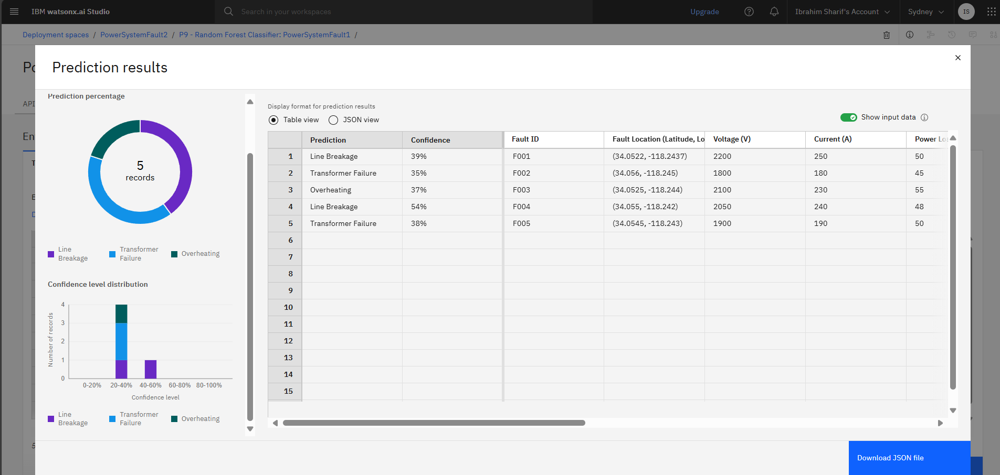 IBM watsonx.ai Studio
Search in your workspaces
Upgrade
Ibrahim Sharif's Account
Sydney
IS
Deployment spaces / PowerSystemFault2 / P9 - Random Forest Classifier: PowerSystemFault1 /
API
Prediction results
Prediction percentage
5
records
Line Breakage
Transformer Failure
Overheating
Confidence level distribution
Number of records
4
3
2
1
0
0-20% 20-40% 40-60% 60-80% 80-100%
Confidence level
Line Breakage
Transformer Failure
Overheating
Display format for prediction results
Table view
JSON view
Show input data
Prediction Confidence Fault ID Fault Location (Latitude, Lo Voltage (V) Current (A) Power Lo
1 Line Breakage 39% F001 (34.0522, -118.2437) 2200 250 50
2 Transformer Failure 35% F002 (34.056, -118.245) 1800 180 45
3 Overheating 37% F003 (34.0525, -118.244) 2100 230 55
4 Line Breakage 54% F004 (34.055, -118.242) 2050 240 48
5 Transformer Failure 38% F005 (34.0545, -118.243) 1900 190 50
6
7
8
9
10
11
12
13
14
15
Download JSON file